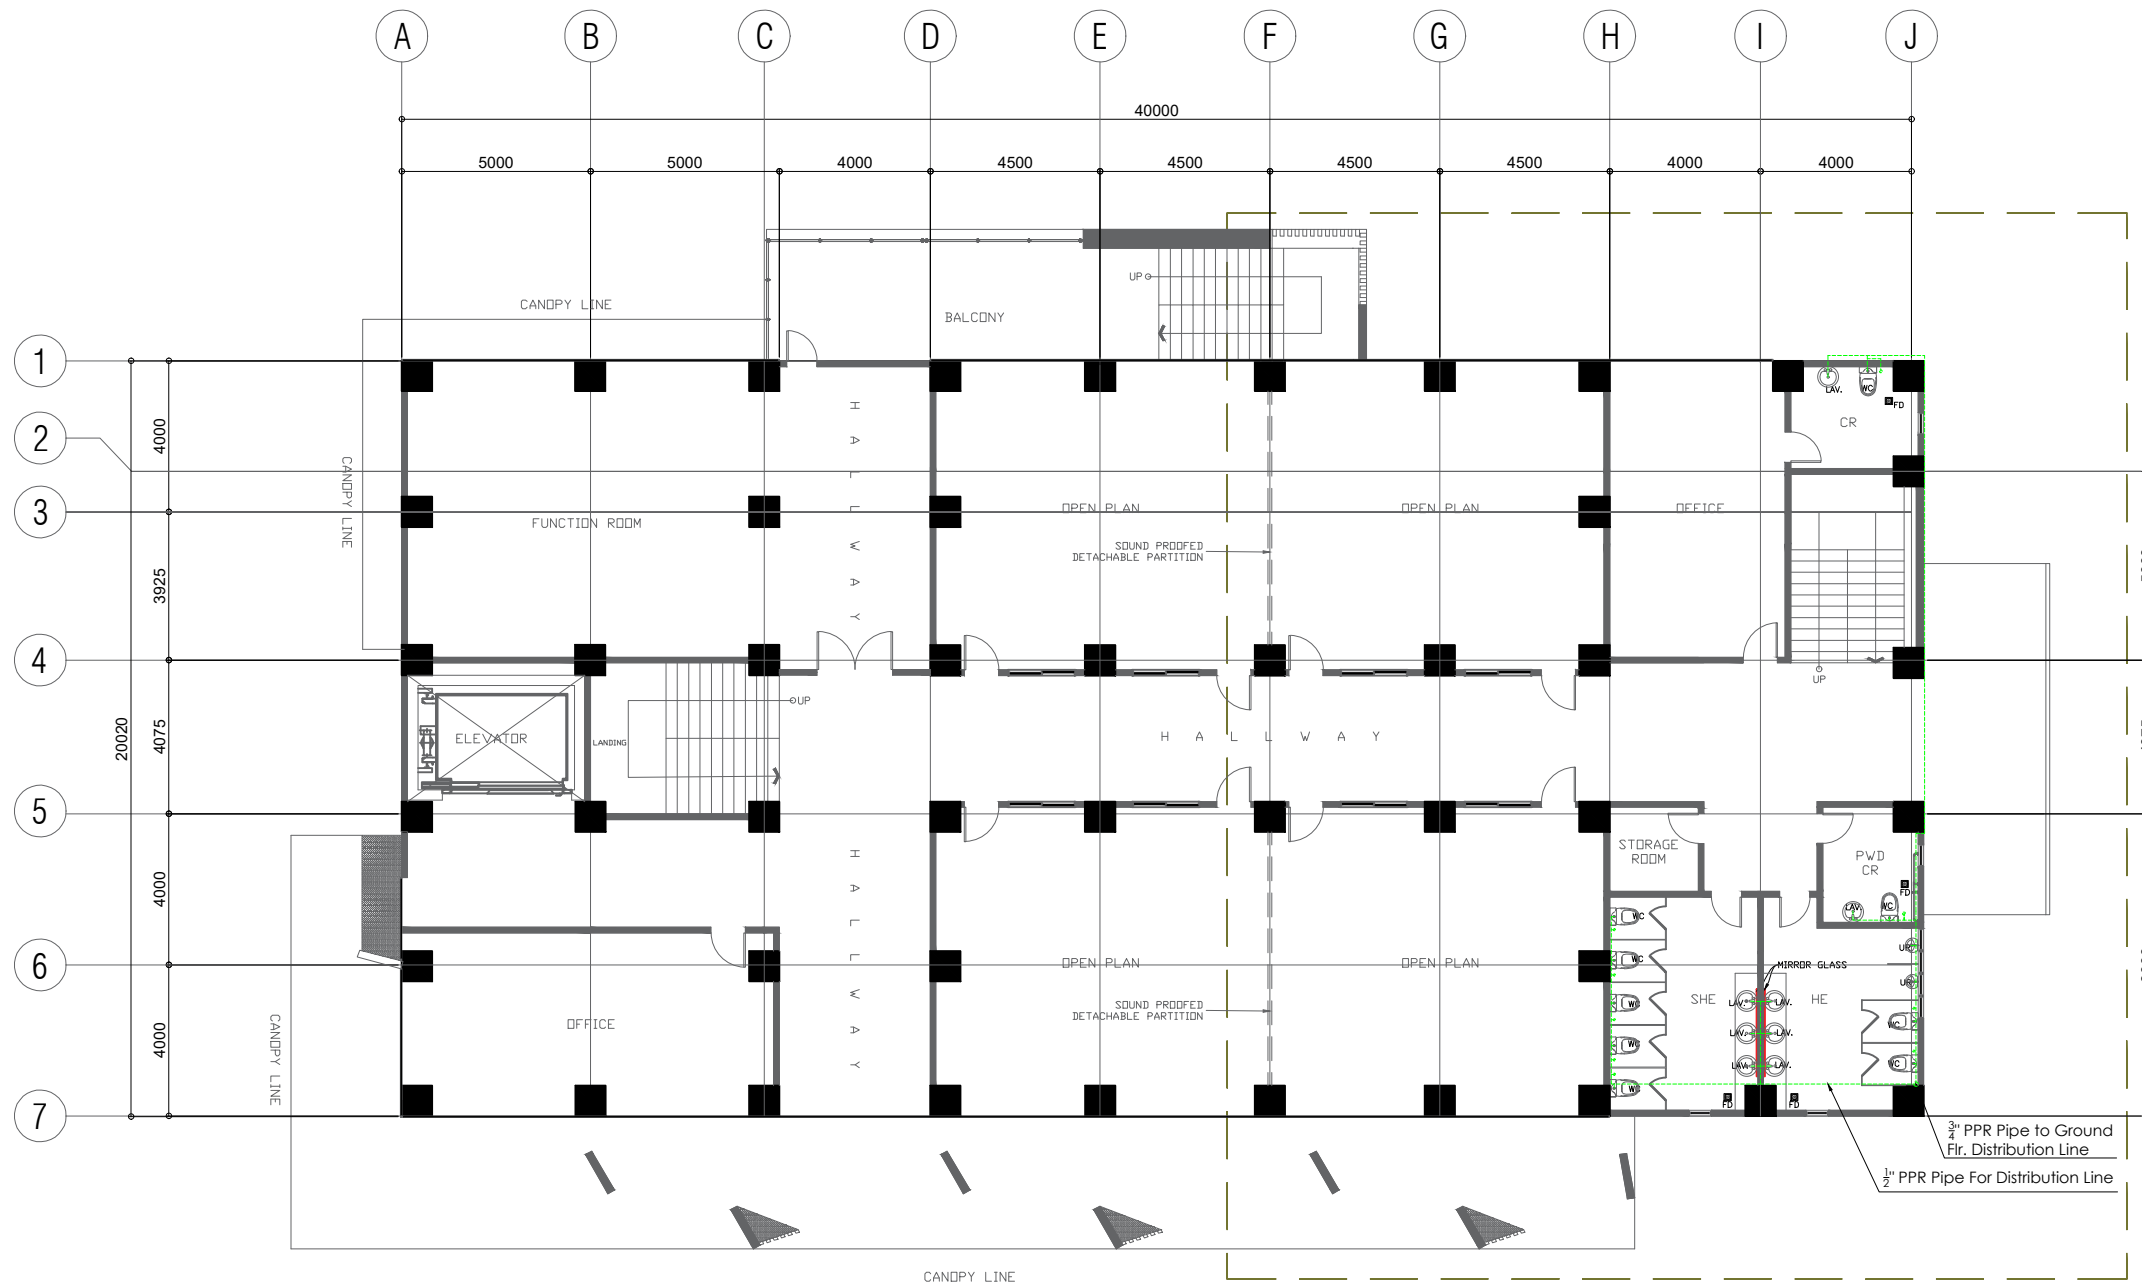 A B C D E F G H I J
40000
5000 5000 4000 4500 4500 4500 4500 4000 4000
UP
CANOPY LINE
BALCONY
1
2
3
4
5
6
7
4000
3925
4075
4000
4000
20020
CANOPY LINE
HALLWAY
FUNCTION ROOM
OPEN PLAN
OPEN PLAN
OFFICE
SOUND PROOFED
DETACHABLE PARTITION
LAV.
WC
FD
CR
UP
ELEVATOR
LANDING
UP
HALLWAY
STORAGE
ROOM
PWD
CR
FD
LAV.
WC
HALLWAY
OPEN PLAN
OPEN PLAN
SOUND PROOFED
DETACHABLE PARTITION
OFFICE
CANOPY LINE
MIRROR GLASS
SHE
HE
WC
WC
WC
WC
WC
LAV. LAV.
LAV. LAV.
LAV. LAV.
UR
UR
WC
WC
FD
FD
3/4" PPR Pipe to Ground
Flr. Distribution Line
1/2" PPR Pipe For Distribution Line
CANOPY LINE